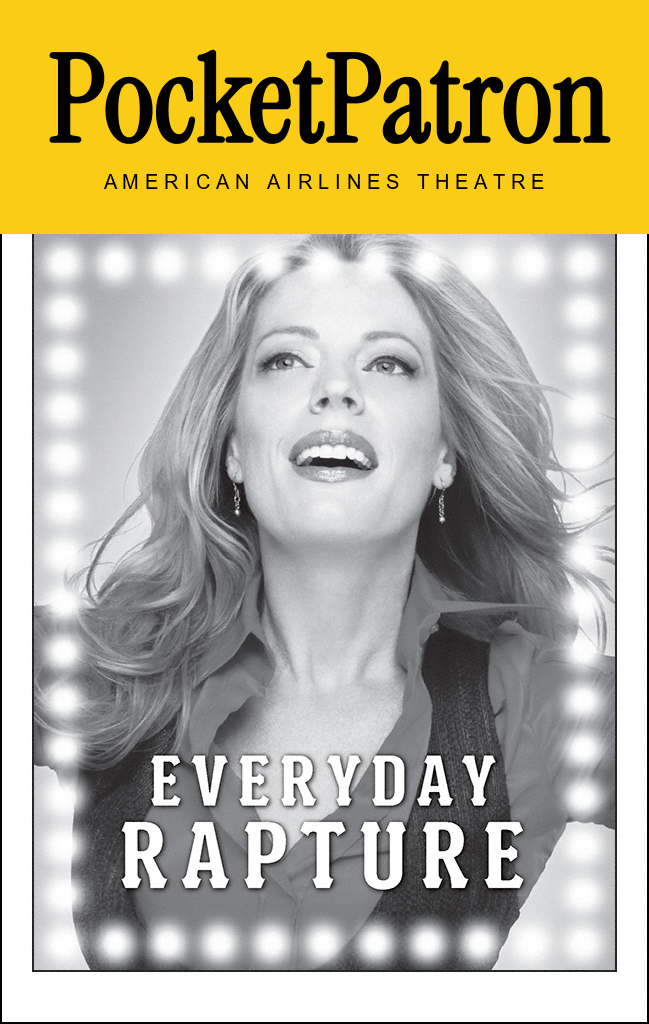 PocketPatron
AMERICAN AIRLINES THEATRE
EVERYDAY
RAPTURE